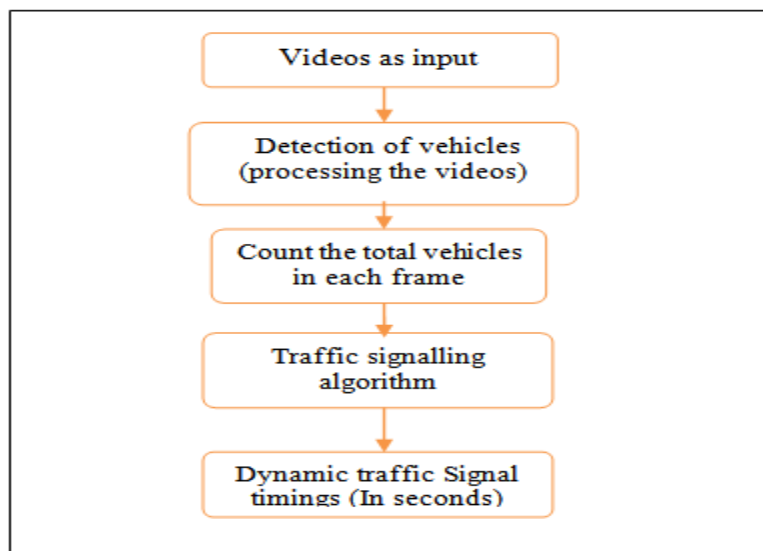 Videos as input
Detection of vehicles
(processing the videos)
Count the total vehicles
in each frame
Traffic signalling
algorithm
Dynamic traffic Signal
timings (In seconds)